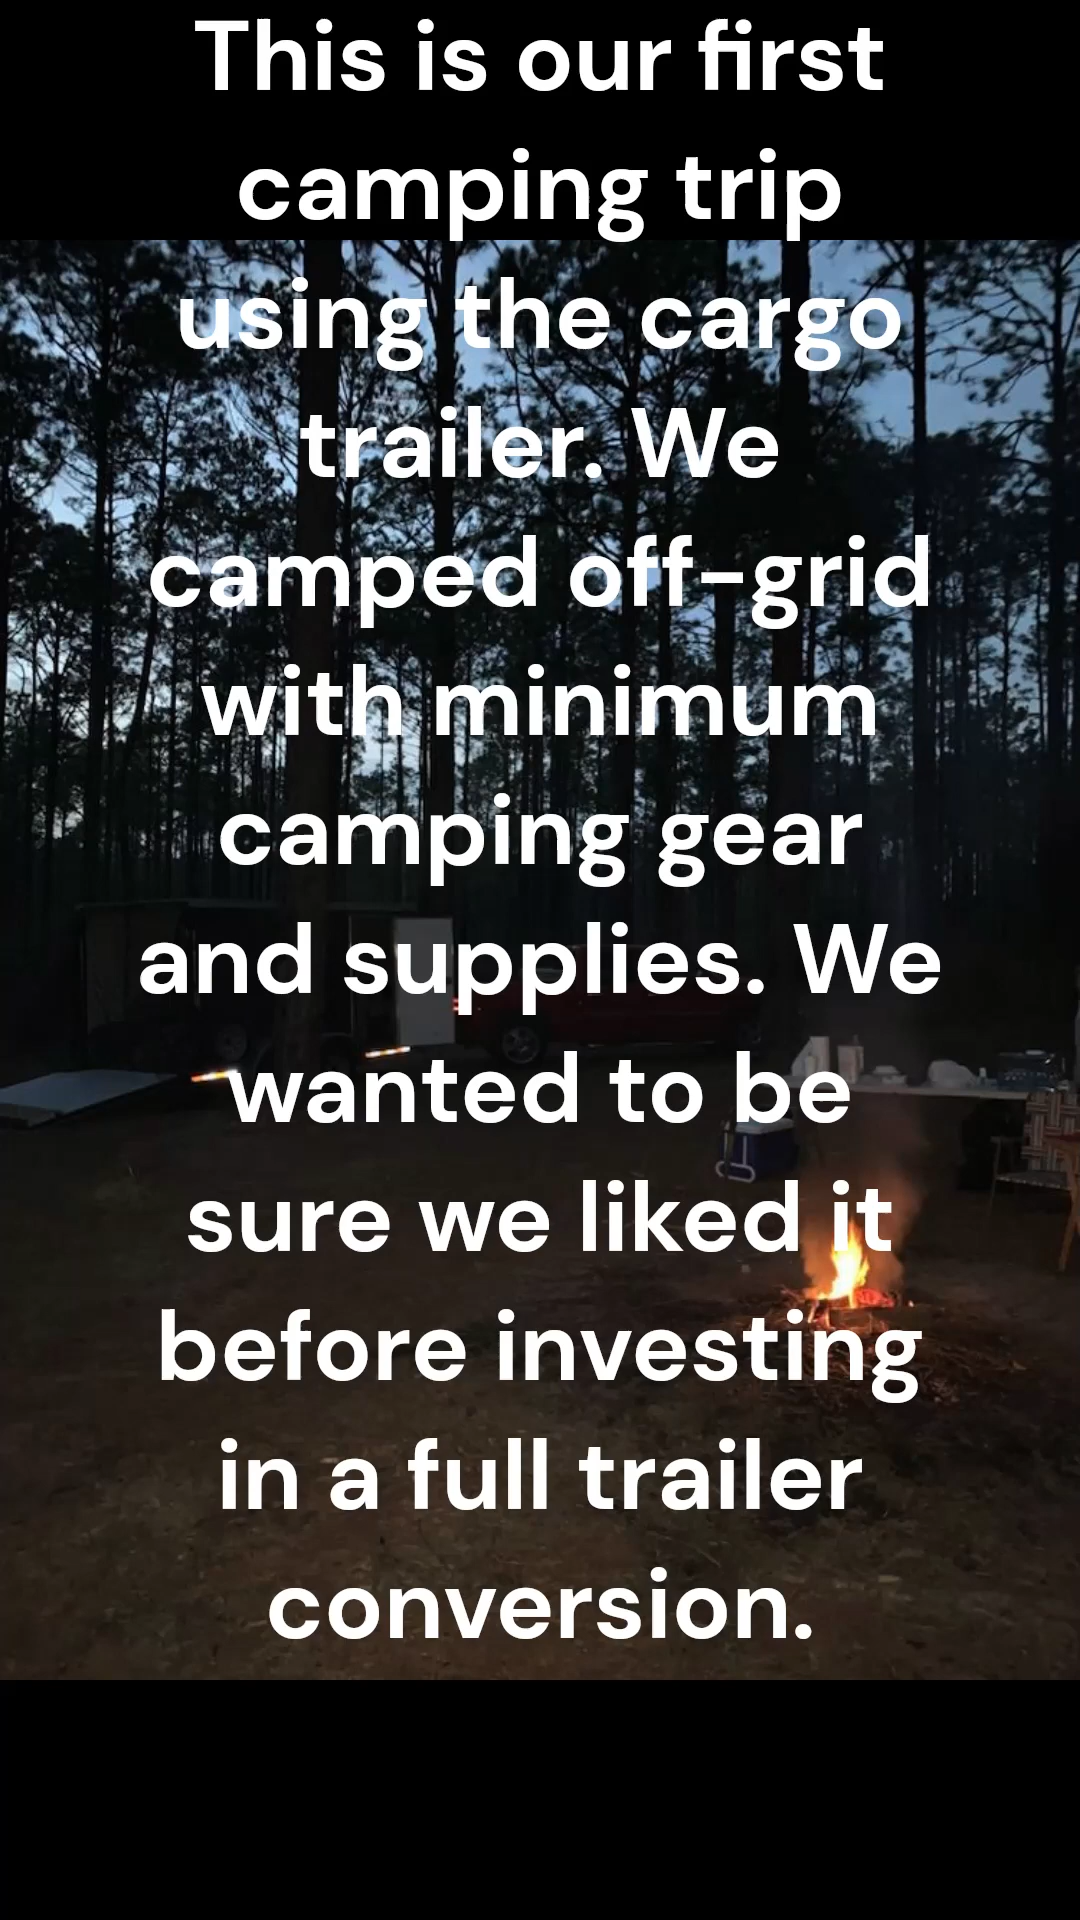 This is our first
camping trip
using the cargo
trailer. We
camped off-grid
with minimum
camping gear
and supplies. We
wanted to be
sure we liked it
before investing
in a full trailer
conversion.